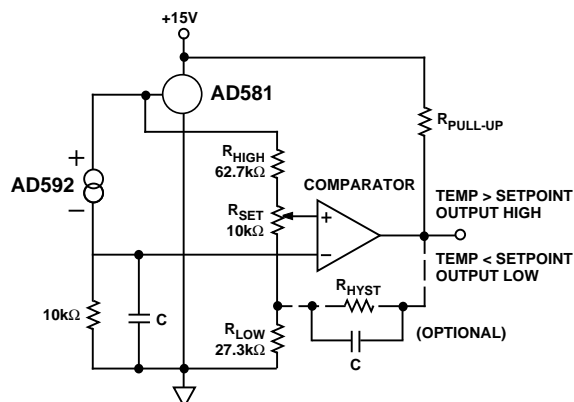 +15V
AD581
R_PULL-UP
+
AD592
−
R_HIGH
62.7kΩ
COMPARATOR
R_SET
10kΩ
+
−
TEMP > SETPOINT
OUTPUT HIGH
TEMP < SETPOINT
OUTPUT LOW
10kΩ
C
R_LOW
27.3kΩ
R_HYST
C
(OPTIONAL)